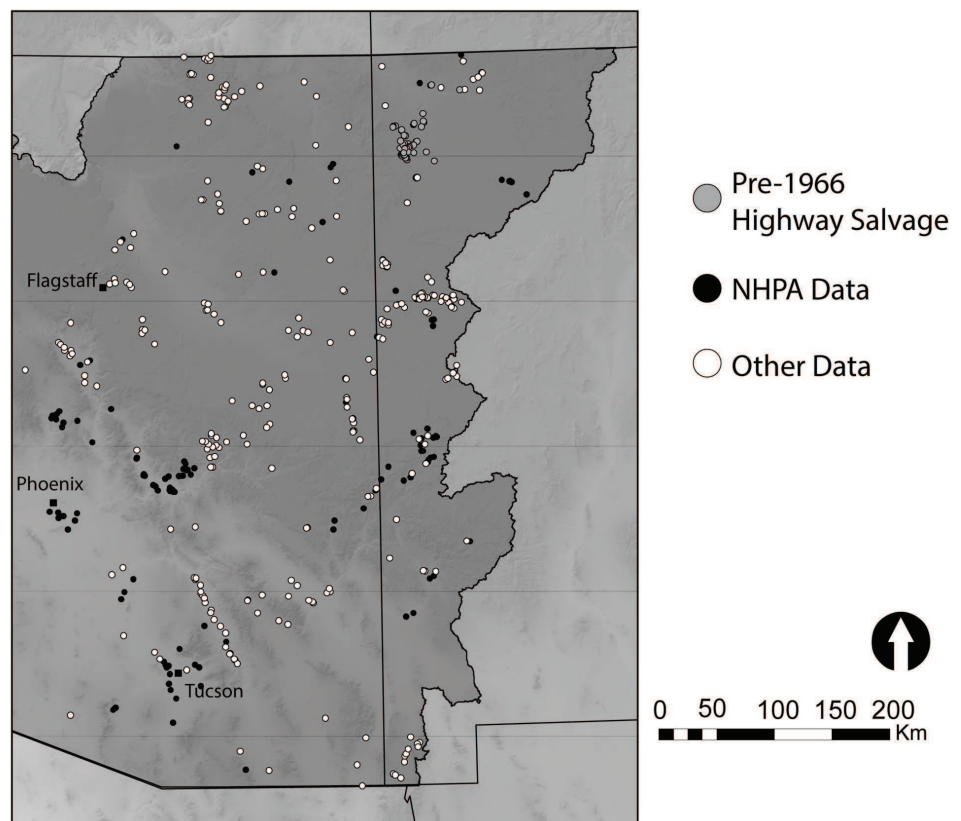 Pre-1966
Highway Salvage
NHPA Data
Other Data
Flagstaff
Phoenix
Tucson
0 50 100 150 200
Km